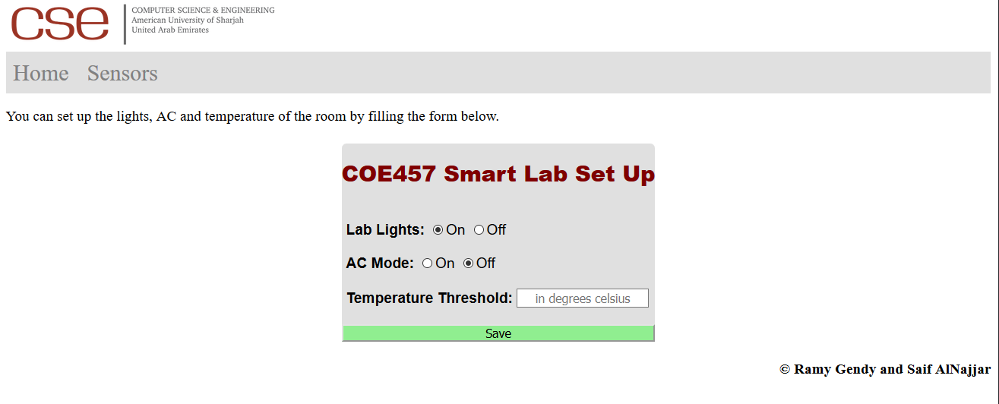 cse
COMPUTER SCIENCE & ENGINEERING
American University of Sharjah
United Arab Emirates
Home Sensors
You can set up the lights, AC and temperature of the room by filling the form below.
COE457 Smart Lab Set Up
Lab Lights: On Off
AC Mode: On Off
Temperature Threshold: in degrees celsius
Save
© Ramy Gendy and Saif AlNajjar